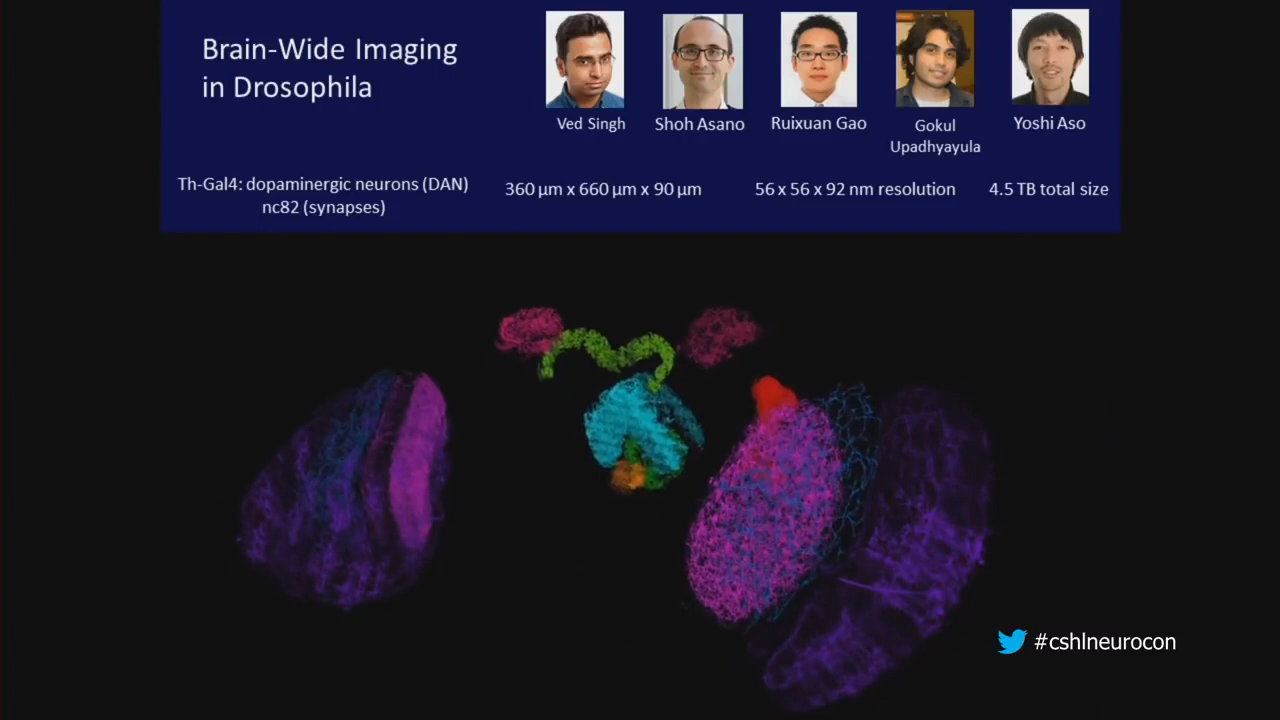 Brain-Wide Imaging
in Drosophila
Ved Singh
Shoh Asano
Ruixuan Gao
Gokul
Upadhyayula
Yoshi Aso
Th-Gal4: dopaminergic neurons (DAN)
nc82 (synapses)
360 µm x 660 µm x 90 µm
56 x 56 x 92 nm resolution
4.5 TB total size
#cshlneurocon